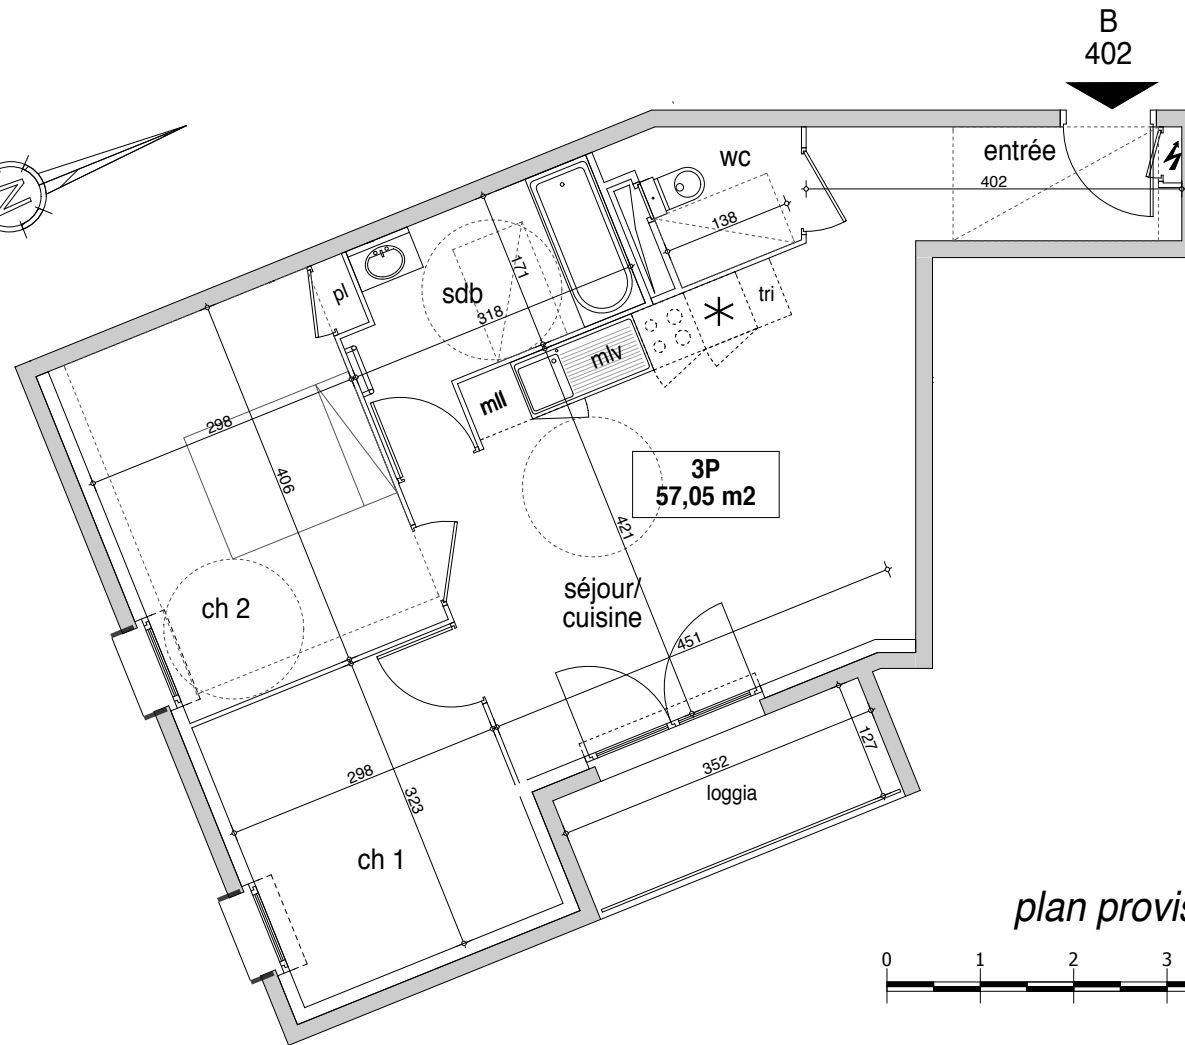 B
402
entrée
402
wc
138
N
pl
sdb
171
318
tri
mlv
mll
298
406
3P
57,05 m2
421
séjour/
cuisine
ch 2
451
352
127
loggia
298
323
ch 1
plan provis
0 1 2 3